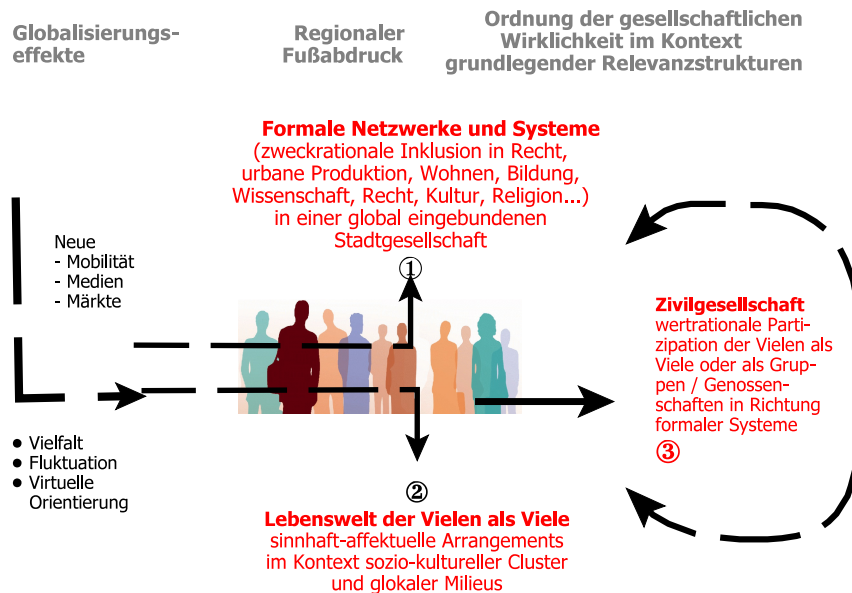 Globalisierungs-
effekte
Regionaler
Fußabdruck
Ordnung der gesellschaftlichen
Wirklichkeit im Kontext
grundlegender Relevanzstrukturen
Formale Netzwerke und Systeme
(zweckrationale Inklusion in Recht,
urbane Produktion, Wohnen, Bildung,
Wissenschaft, Recht, Kultur, Religion...)
in einer global eingebundenen
Stadtgesellschaft
①
Neue
- Mobilität
- Medien
- Märkte
● Vielfalt
● Fluktuation
● Virtuelle
Orientierung
②
Lebenswelt der Vielen als Viele
sinnhaft-affektuelle Arrangements
im Kontext sozio-kultureller Cluster
und glokaler Milieus
Zivilgesellschaft
wertrationale Parti-
zipation der Vielen als
Viele oder als Grup-
pen / Genossen-
schaften in Richtung
formaler Systeme
③